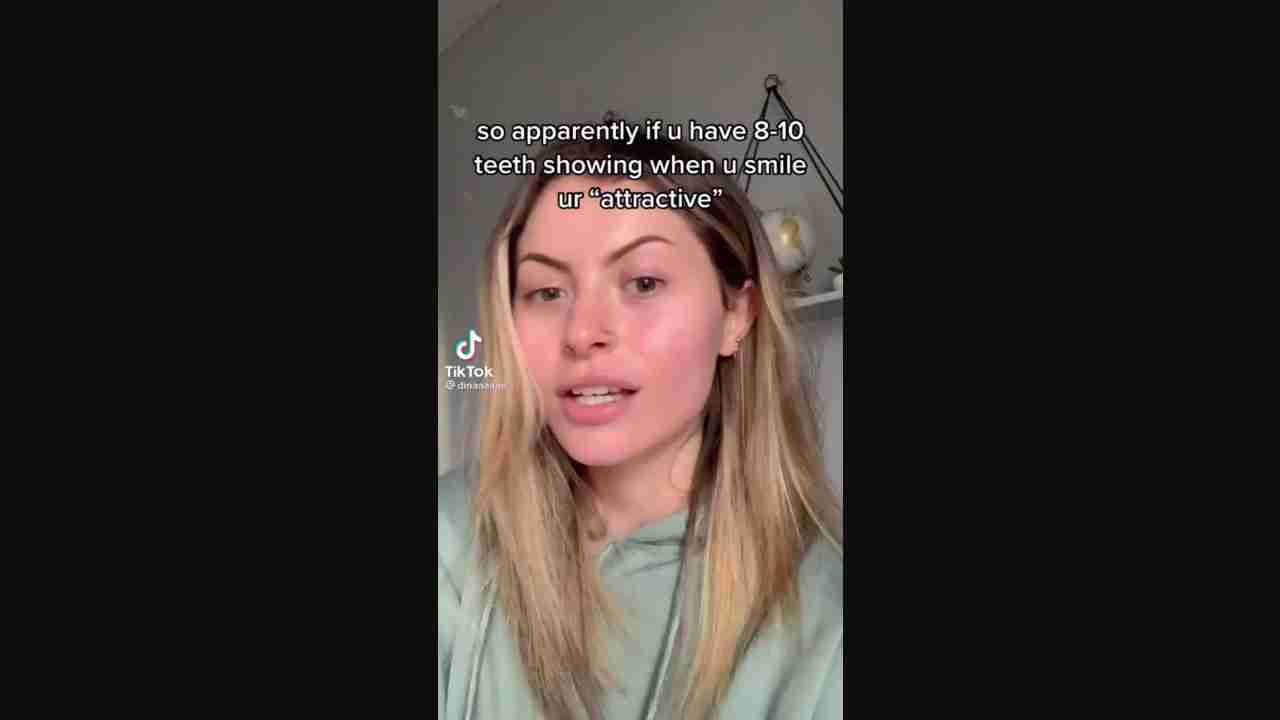 so apparently if u have 8-10
teeth showing when u smile
ur “attractive”
TikTok